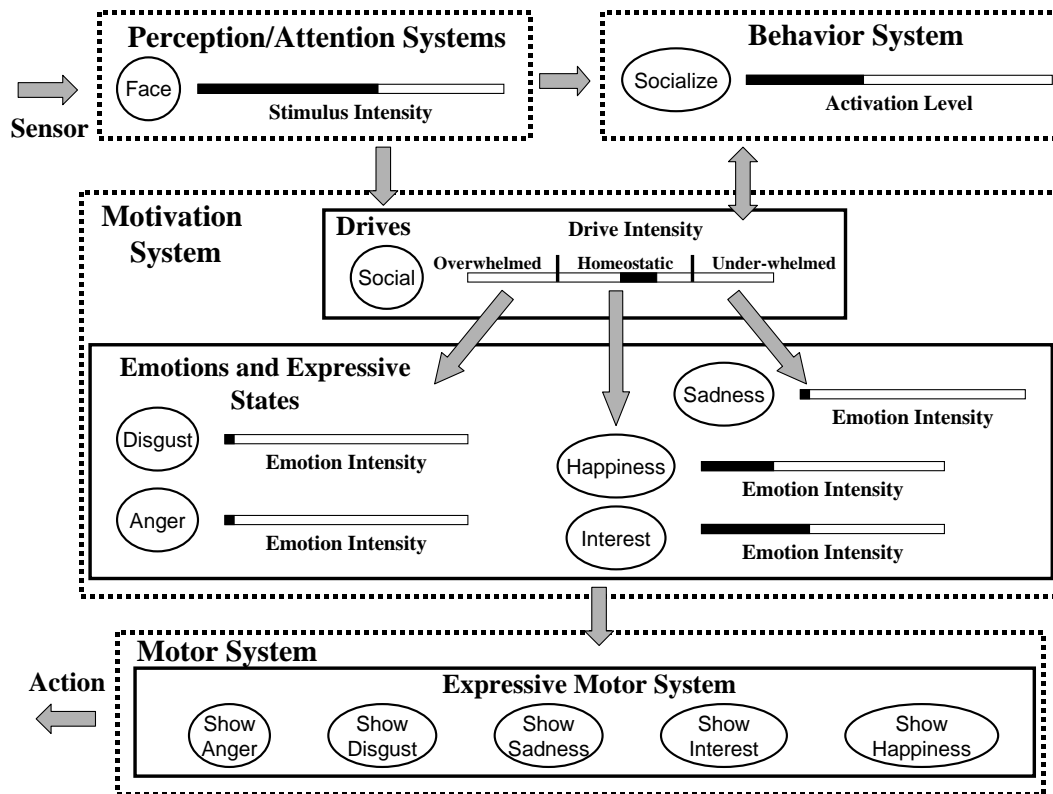 Perception/Attention Systems
Face
Stimulus Intensity
Sensor
Behavior System
Socialize
Activation Level
Motivation
System
Drives
Drive Intensity
Social
Overwhelmed
Homeostatic
Under-whelmed
Emotions and Expressive
States
Disgust
Emotion Intensity
Anger
Emotion Intensity
Sadness
Emotion Intensity
Happiness
Emotion Intensity
Interest
Emotion Intensity
Motor System
Action
Expressive Motor System
Show
Anger
Show
Disgust
Show
Sadness
Show
Interest
Show
Happiness